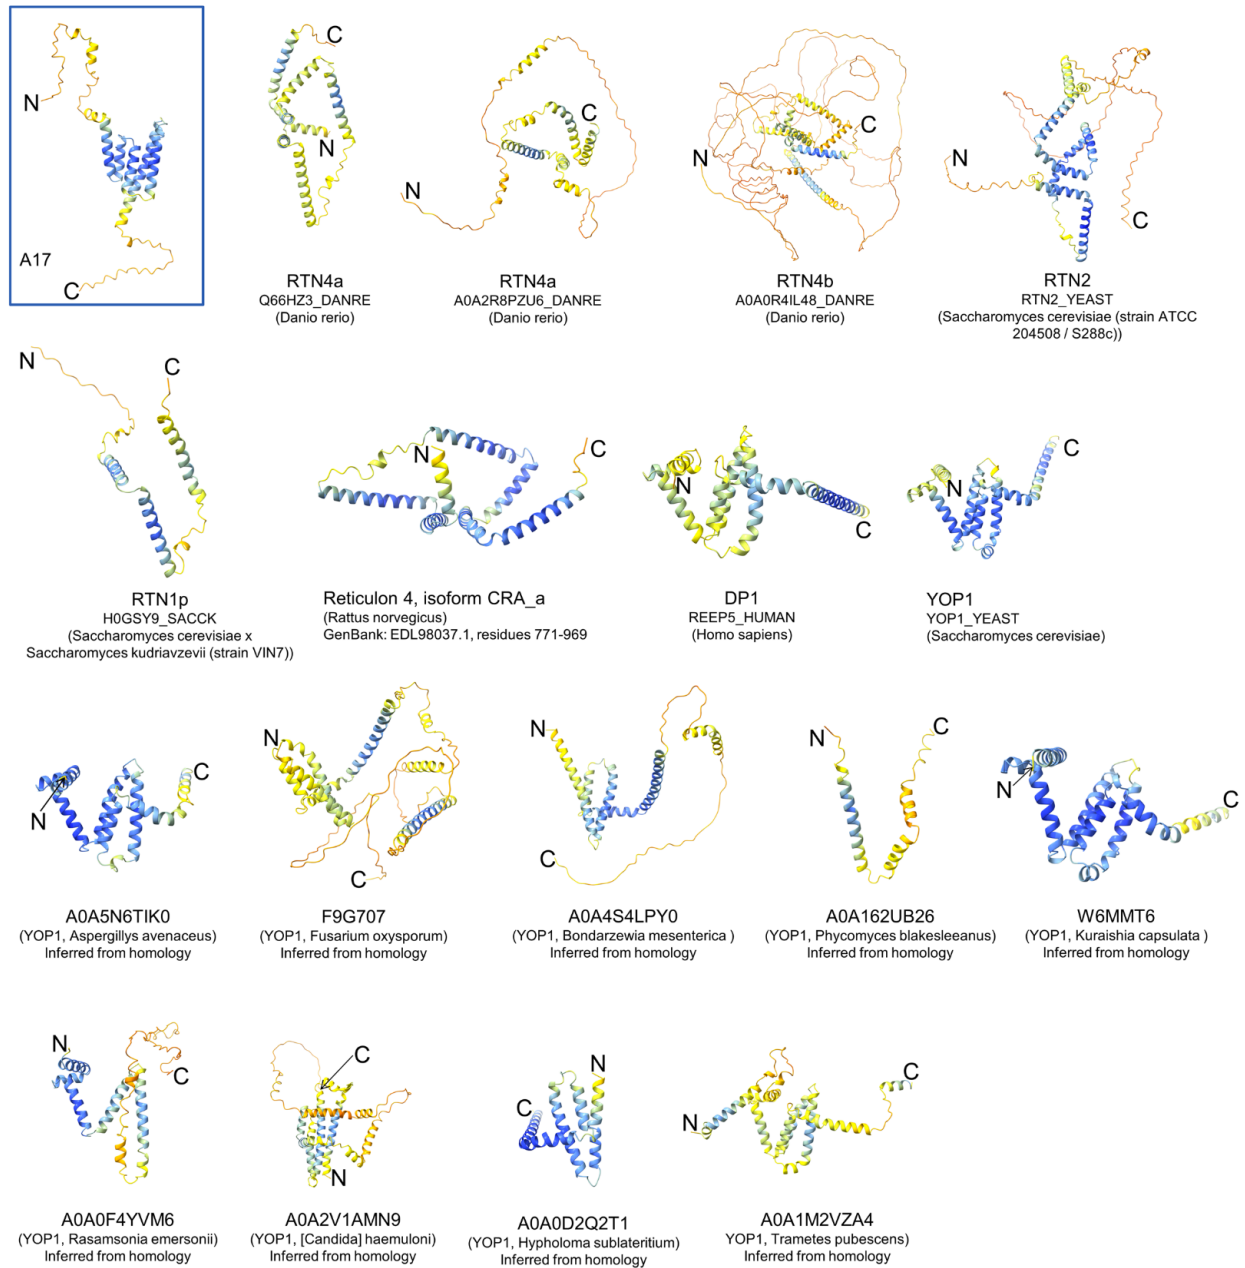 N
A17
C
C
N
RTN4a
Q66HZ3_DANRE
(Danio rerio)
C
N
RTN4a
A0A2R8PZU6_DANRE
(Danio rerio)
C
N
RTN4b
A0A0R4IL48_DANRE
(Danio rerio)
N
C
RTN2
RTN2_YEAST
(Saccharomyces cerevisiae (strain ATCC
204508 / S288c))
N
C
RTN1p
H0GSY9_SACCK
(Saccharomyces cerevisiae x
Saccharomyces kudriavzevii (strain VIN7))
N
C
Reticulon 4, isoform CRA_a
(Rattus norvegicus)
GenBank: EDL98037.1, residues 771-969
N
C
DP1
REEP5_HUMAN
(Homo sapiens)
N
C
YOP1
YOP1_YEAST
(Saccharomyces cerevisiae)
N
C
A0A5N6TIK0
(YOP1, Aspergillys avenaceus)
Inferred from homology
N
C
F9G707
(YOP1, Fusarium oxysporum)
Inferred from homology
N
C
A0A4S4LPY0
(YOP1, Bondarzewia mesenterica )
Inferred from homology
N
C
A0A162UB26
(YOP1, Phycomyces blakesleeanus)
Inferred from homology
N
C
W6MMT6
(YOP1, Kuraishia capsulata )
Inferred from homology
N
C
A0A0F4YVM6
(YOP1, Rasamsonia emersonii)
Inferred from homology
C
N
A0A2V1AMN9
(YOP1, [Candida] haemuloni)
Inferred from homology
N
C
A0A0D2Q2T1
(YOP1, Hypholoma sublateritium)
Inferred from homology
N
C
A0A1M2VZA4
YOP1, Trametes pubescens)
Inferred from homology